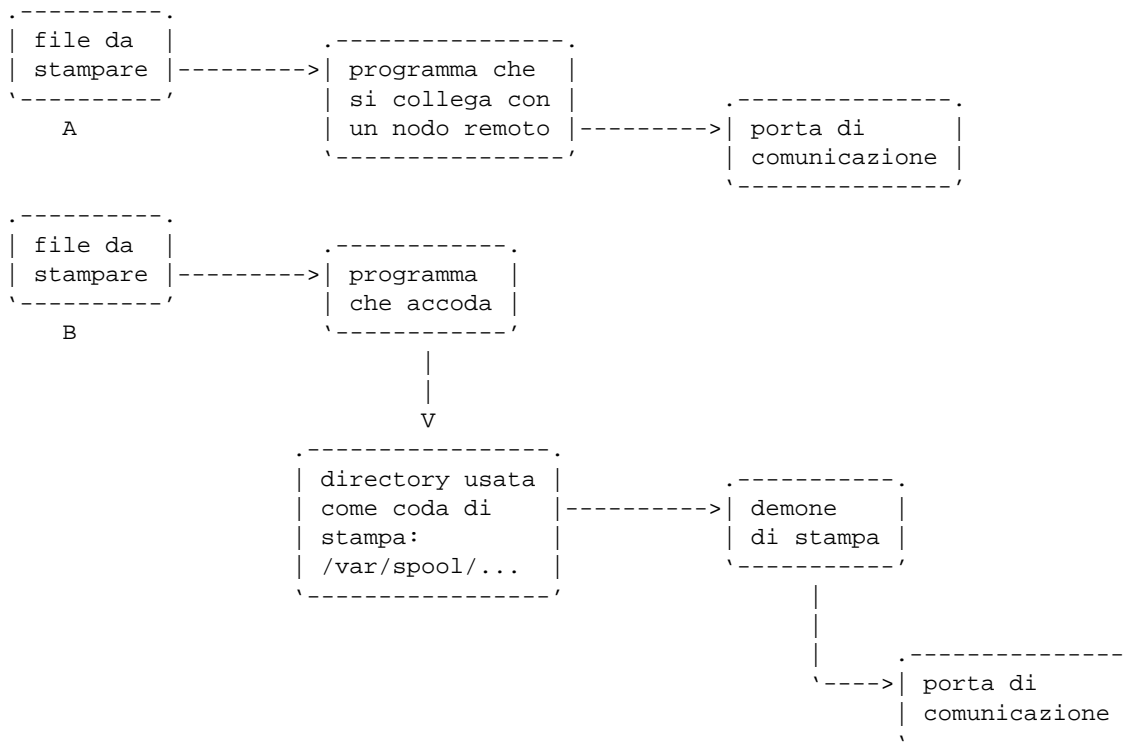 file da
stampare
programma che
si collega con
un nodo remoto
porta di
comunicazione
A
file da
stampare
programma
che accoda
B
V
directory usata
come coda di
stampa:
/var/spool/...
demone
di stampa
porta di
comunicazione